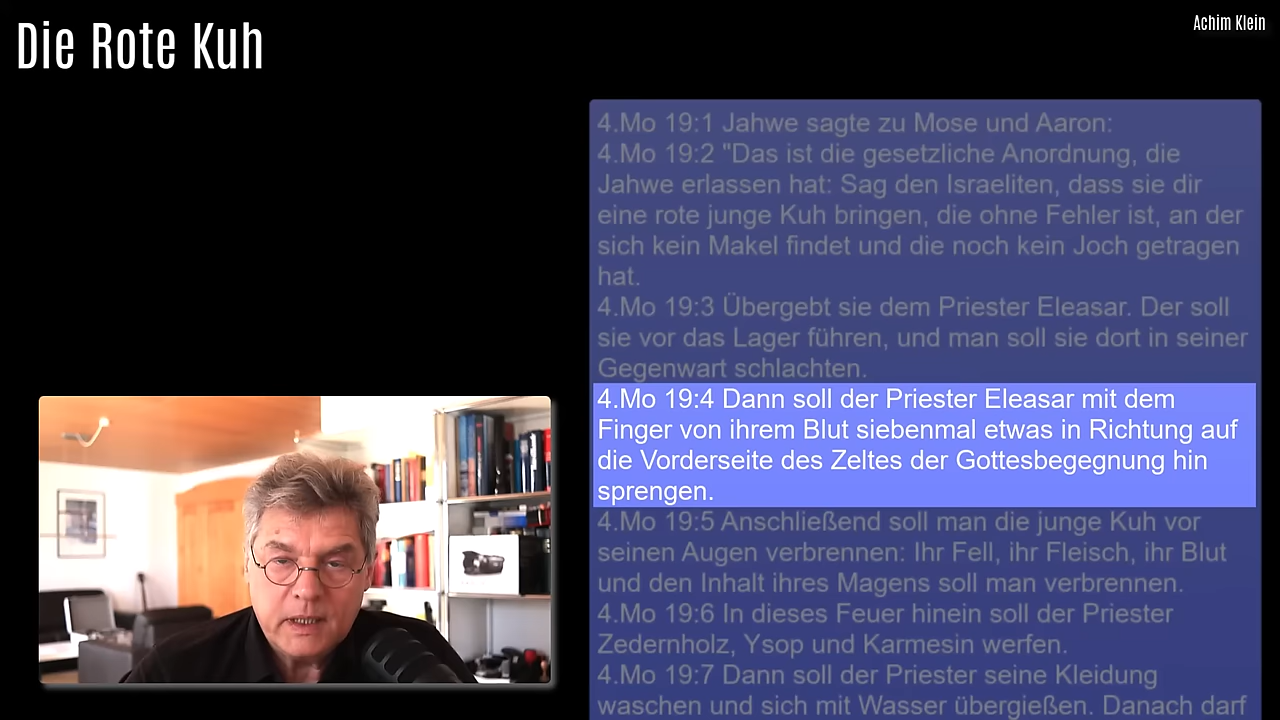 Die Rote Kuh
Achim Klein
4.Mo 19:1 Jahwe sagte zu Mose und Aaron:
4.Mo 19:2 "Das ist die gesetzliche Anordnung, die
Jahwe erlassen hat: Sag den Israeliten, dass sie dir
eine rote junge Kuh bringen, die ohne Fehler ist, an der
sich kein Makel findet und die noch kein Joch getragen
hat.
4.Mo 19:3 Übergebt sie dem Priester Eleasar. Der soll
sie vor das Lager führen, und man soll sie dort in seiner
Gegenwart schlachten.
4.Mo 19:4 Dann soll der Priester Eleasar mit dem
Finger von ihrem Blut siebenmal etwas in Richtung auf
die Vorderseite des Zeltes der Gottesbegegnung hin
sprengen.
4.Mo 19:5 Anschließend soll man die junge Kuh vor
seinen Augen verbrennen: Ihr Fell, ihr Fleisch, ihr Blut
und den Inhalt ihres Magens soll man verbrennen.
4.Mo 19:6 In dieses Feuer hinein soll der Priester
Zedernholz, Ysop und Karmesin werfen.
4.Mo 19:7 Dann soll der Priester seine Kleidung
waschen und sich mit Wasser übergießen. Danach darf